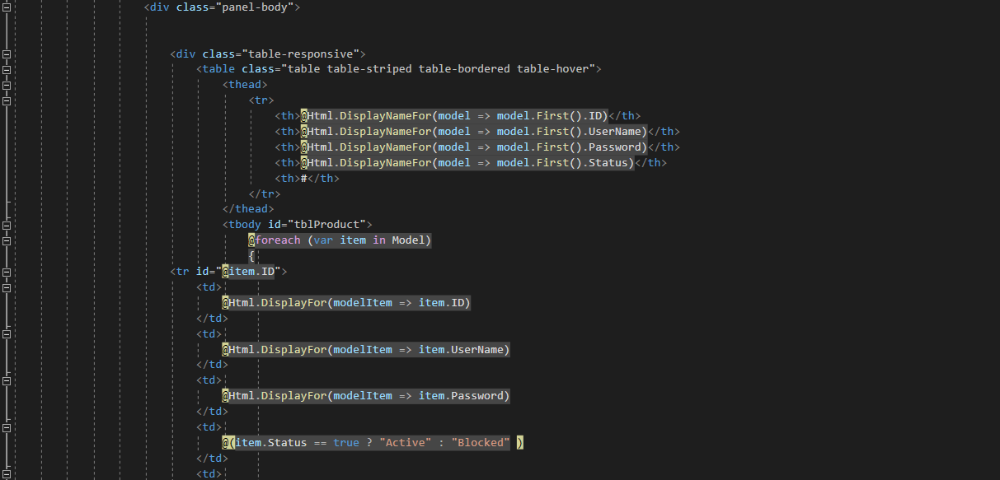 <div class="panel-body">
<div class="table-responsive">
<table class="table table-striped table-bordered table-hover">
<thead>
<tr>
<th>@Html.DisplayNameFor(model => model.First().ID)</th>
<th>@Html.DisplayNameFor(model => model.First().UserName)</th>
<th>@Html.DisplayNameFor(model => model.First().Password)</th>
<th>@Html.DisplayNameFor(model => model.First().Status)</th>
<th>#</th>
</tr>
</thead>
<tbody id="tblProduct">
@foreach (var item in Model)
{
<tr id="@item.ID">
<td>
@Html.DisplayFor(modelItem => item.ID)
</td>
<td>
@Html.DisplayFor(modelItem => item.UserName)
</td>
<td>
@Html.DisplayFor(modelItem => item.Password)
</td>
<td>
@(item.Status == true ? "Active" : "Blocked" )
</td>
<td>